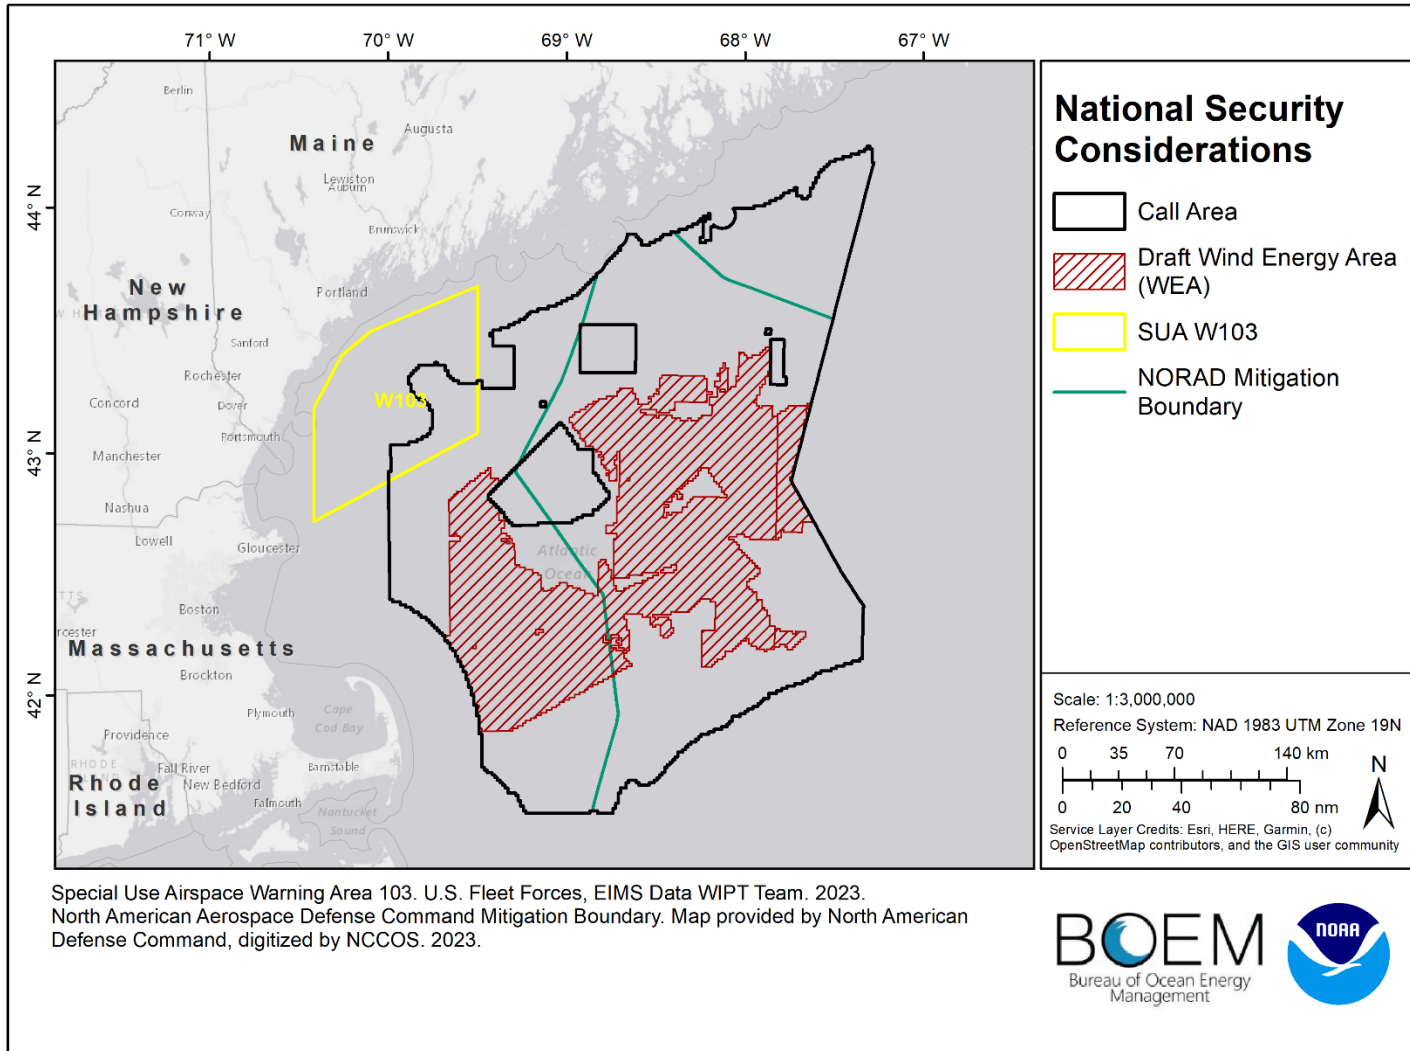 71° W 70° W 69° W 68° W 67° W
44° N
43° N
42° N
Berlin
Augusta
Maine
Lewiston
Auburn
Conway
Brunswick
New
Hampshire
Portland
Sanford
Rochester
Concord
Dover
Portsmouth
Manchester
Nashua
Lowell
Gloucester
W103
Atlantic
Ocean
Boston
Massachusetts
Brockton
Plymouth
Cape
Cod Bay
Providence
RHODE
Fall River
Barnstable
New Bedford
Rhode
Island
Falmouth
Nantucket
Sound
National Security
Considerations
Call Area
Draft Wind Energy Area
(WEA)
SUA W103
NORAD Mitigation
Boundary
Scale: 1:3,000,000
Reference System: NAD 1983 UTM Zone 19N
0 35 70 140 km
0 20 40 80 nm
N
Service Layer Credits: Esri, HERE, Garmin, (c)
OpenStreetMap contributors, and the GIS user community
Special Use Airspace Warning Area 103. U.S. Fleet Forces, EIMS Data WIPT Team. 2023.
North American Aerospace Defense Command Mitigation Boundary. Map provided by North American
Defense Command, digitized by NCCOS. 2023.
BOEM
Bureau of Ocean Energy
Management
NOAA